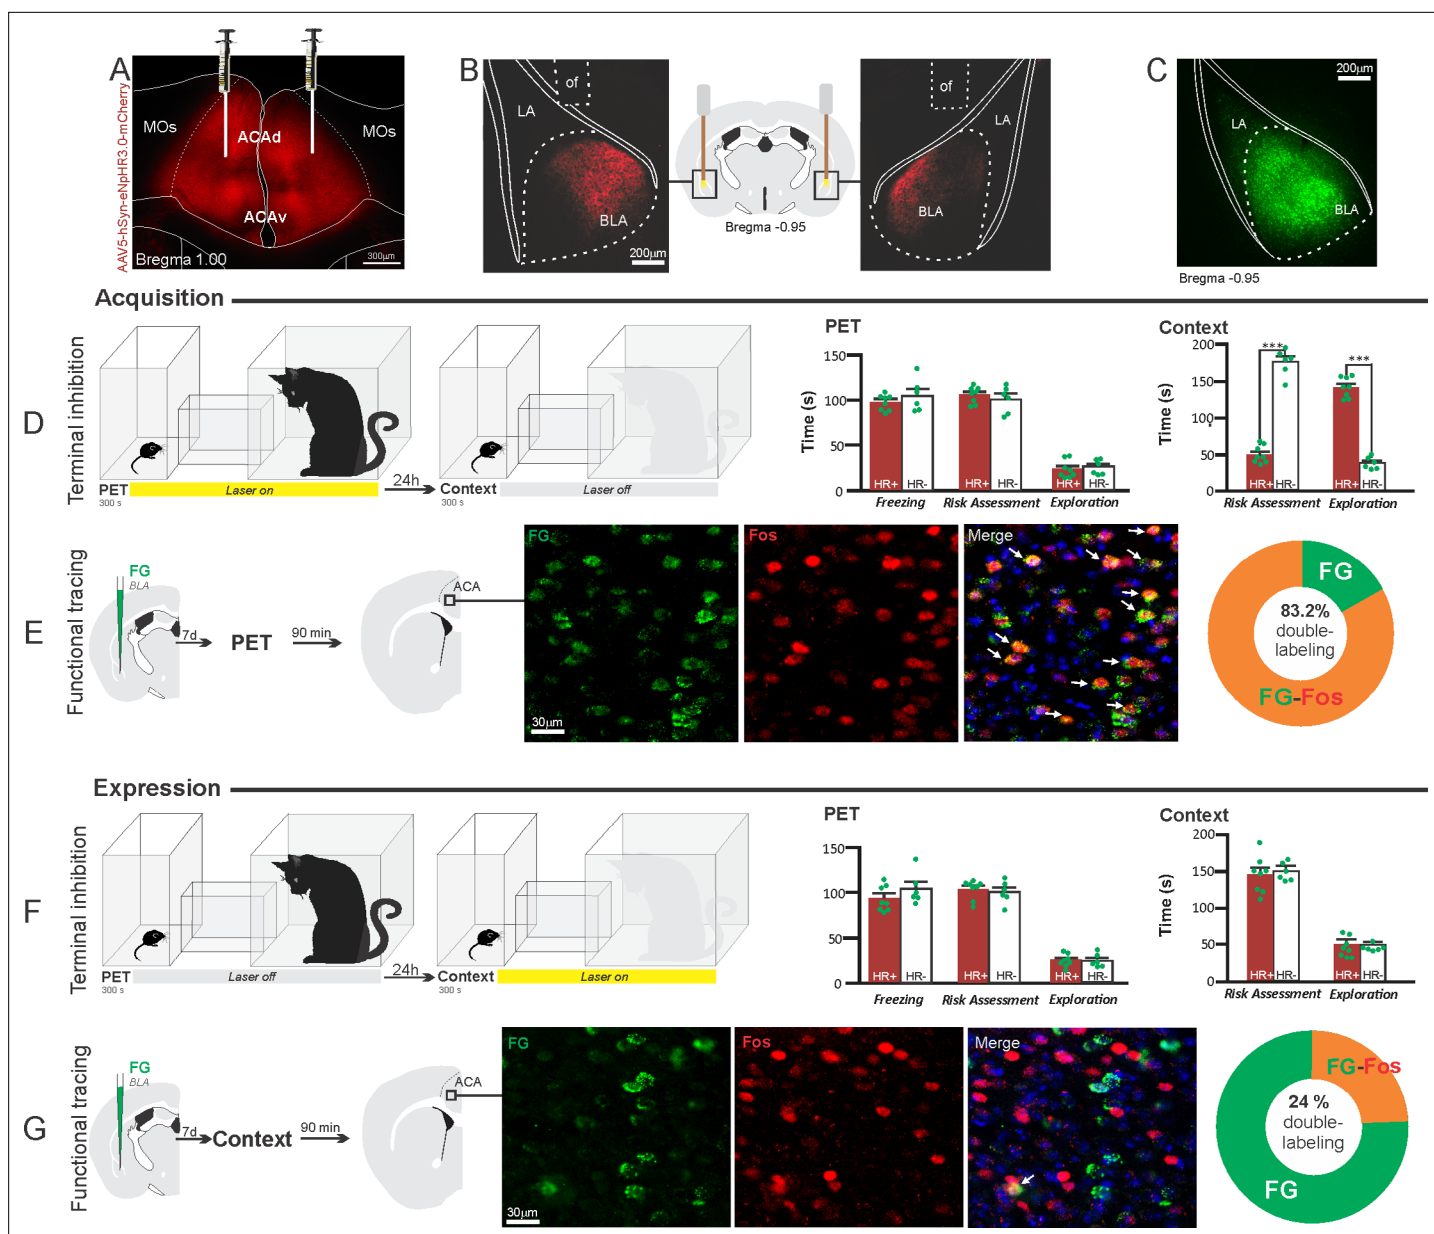 A
AAV5-hSyn-eNpHR3.0-mCherry
MOs
MOs
ACAd
ACAv
Bregma 1.00
300µm
B
of
LA
BLA
200µm
Bregma -0.95
of
LA
BLA
C
200µm
LA
BLA
Bregma -0.95
Acquisition
D
Terminal inhibition
PET
300 s
Laser on
24h
Context
300 s
Laser off
PET
Time (s)
150
100
50
0
HR+
HR-
HR+
HR-
HR+
HR-
Freezing
Risk Assessment
Exploration
Context
Time (s)
200
150
100
50
0
***
***
HR+
HR-
HR+
HR-
Risk Assessment
Exploration
E
Functional tracing
FG
BLA
7d
PET
90 min
ACA
FG
30µm
Fos
Merge
FG
83.2%
double-
labeling
FG-Fos
Expression
F
Terminal inhibition
PET
300 s
Laser off
24h
Context
300 s
Laser on
PET
Time (s)
150
100
50
0
HR+
HR-
HR+
HR-
HR+
HR-
Freezing
Risk Assessment
Exploration
Context
Time (s)
200
150
100
50
0
HR+
HR-
HR+
HR-
Risk Assessment
Exploration
G
Functional tracing
FG
BLA
7d
Context
90 min
ACA
FG
30µm
Fos
Merge
FG-Fos
24 %
double-
labeling
FG